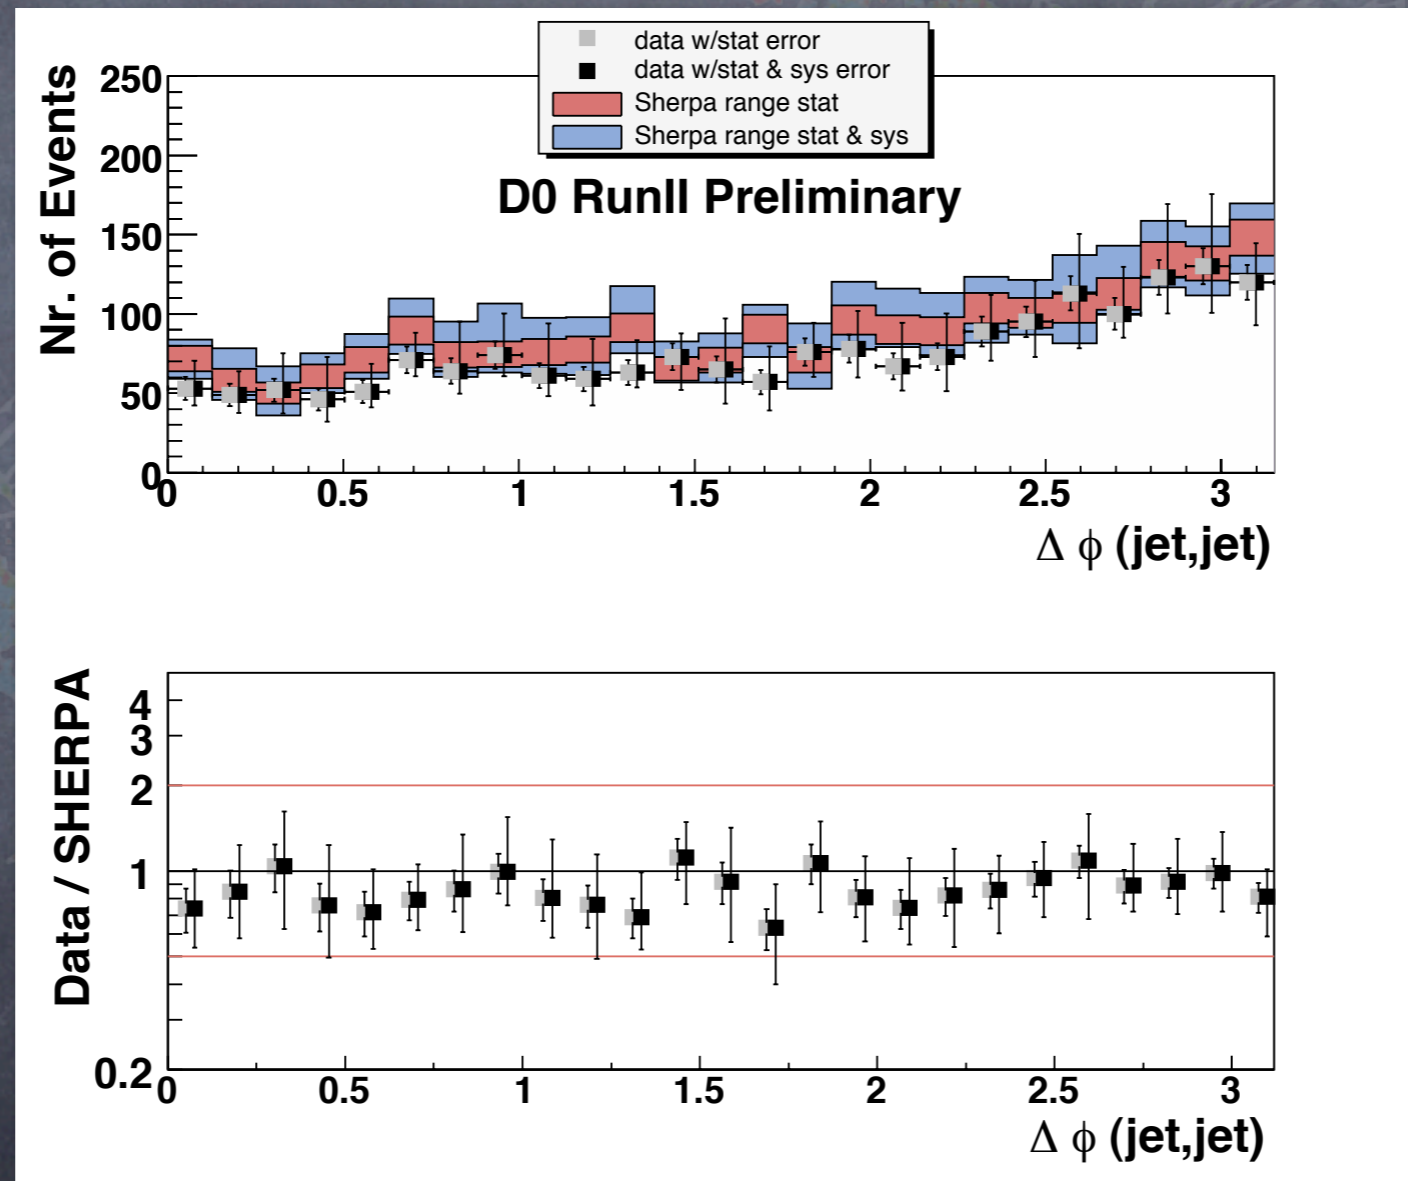 data w/stat error
data w/stat & sys error
Sherpa range stat
Sherpa range stat & sys
D0 RunII Preliminary
Nr. of Events
250
200
150
100
50
0
0 0.5 1 1.5 2 2.5 3
Δ ϕ (jet,jet)
Data / SHERPA
4
3
2
1
0.2
0 0.5 1 1.5 2 2.5 3
Δ ϕ (jet,jet)